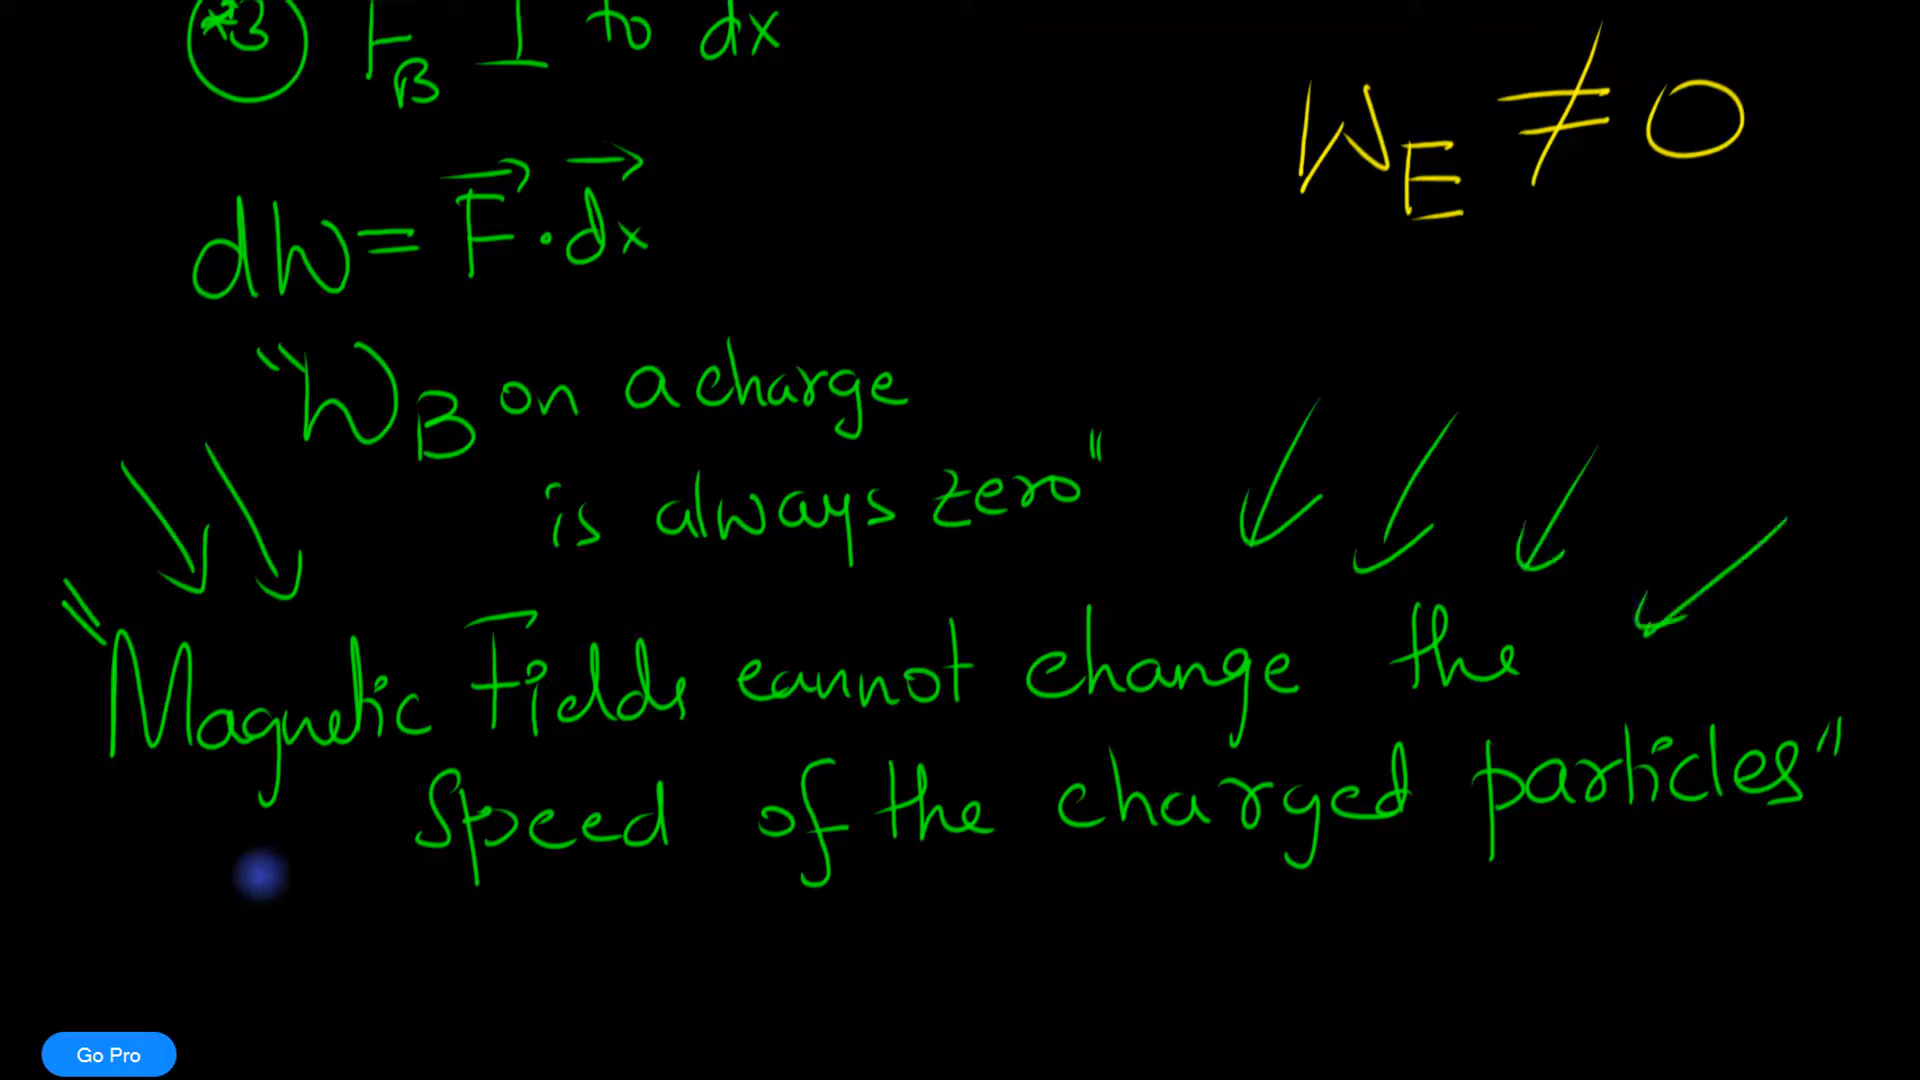 *3 F_B ⊥ to dx
W_E ≠ 0
dW = F⃗ · d⃗x
"W_B on a charge
is always zero"
"Magnetic Fields cannot change the
Speed of the charged particles"
Go Pro